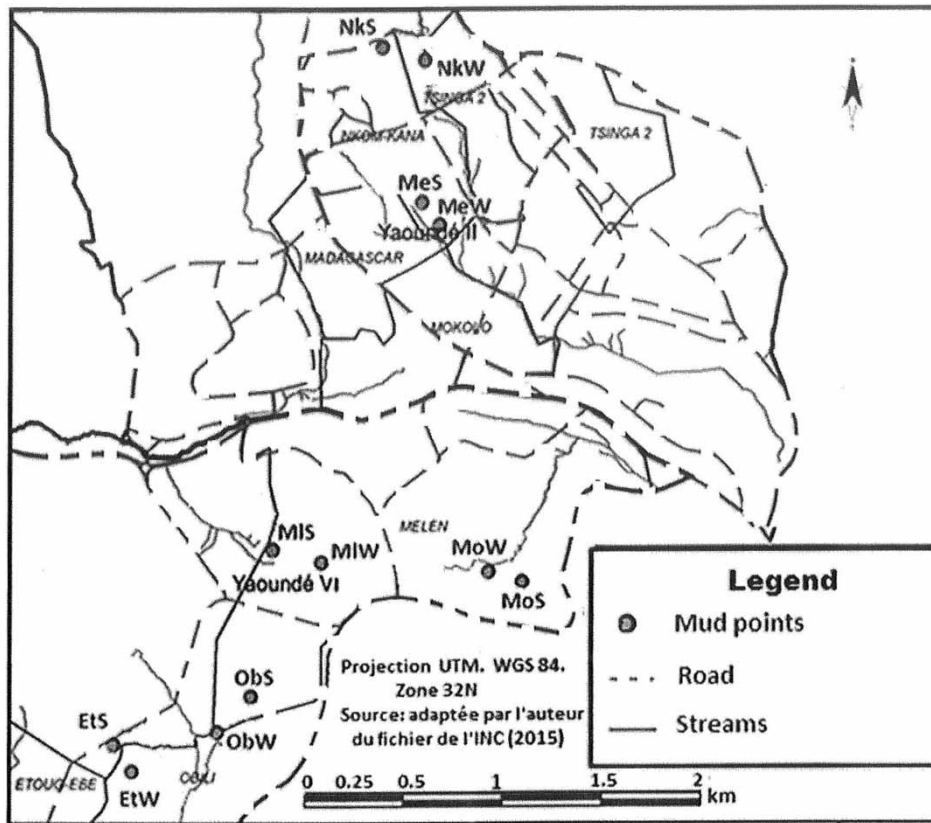 NkS
NkW
TSINGA 2
TSINGA 2
NKOM-KANA
MeS
MeW
Yaoundé II
MADAGASCAR
MOKOLO
MIS
MIW
MELEN
MoW
MoS
Yaoundé VI
Legend
Mud points
Road
Streams
Projection UTM. WGS 84.
Zone 32N
Source: adaptée par l'auteur
du fichier de l'INC (2015)
ObS
EtS
ObW
ETOUG-EBE
EtW
OBILI
0 0.25 0.5 1 1.5 2
km